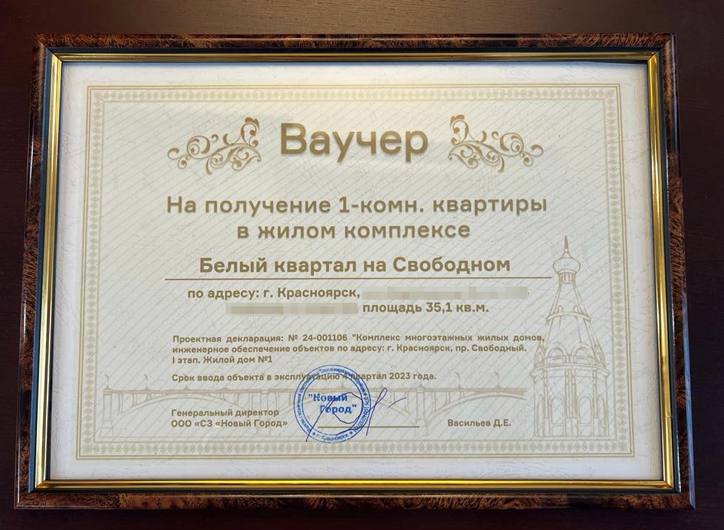 Ваучер
На получение 1-комн. квартиры
в жилом комплексе
Белый квартал на Свободном
по адресу: г. Красноярск,
площадь 35,1 кв.м.
Проектная декларация: № 24-001106 "Комплекс многоэтажных жилых домов,
инженерное обеспечение объектов по адресу: г. Красноярск, пр. Свободный.
I этап. Жилой дом №1
Срок ввода объекта в эксплуатацию 4 квартал 2023 года.
"Новый
Город"
Генеральный директор
ООО «СЗ «Новый Город»
Васильев Д.Е.